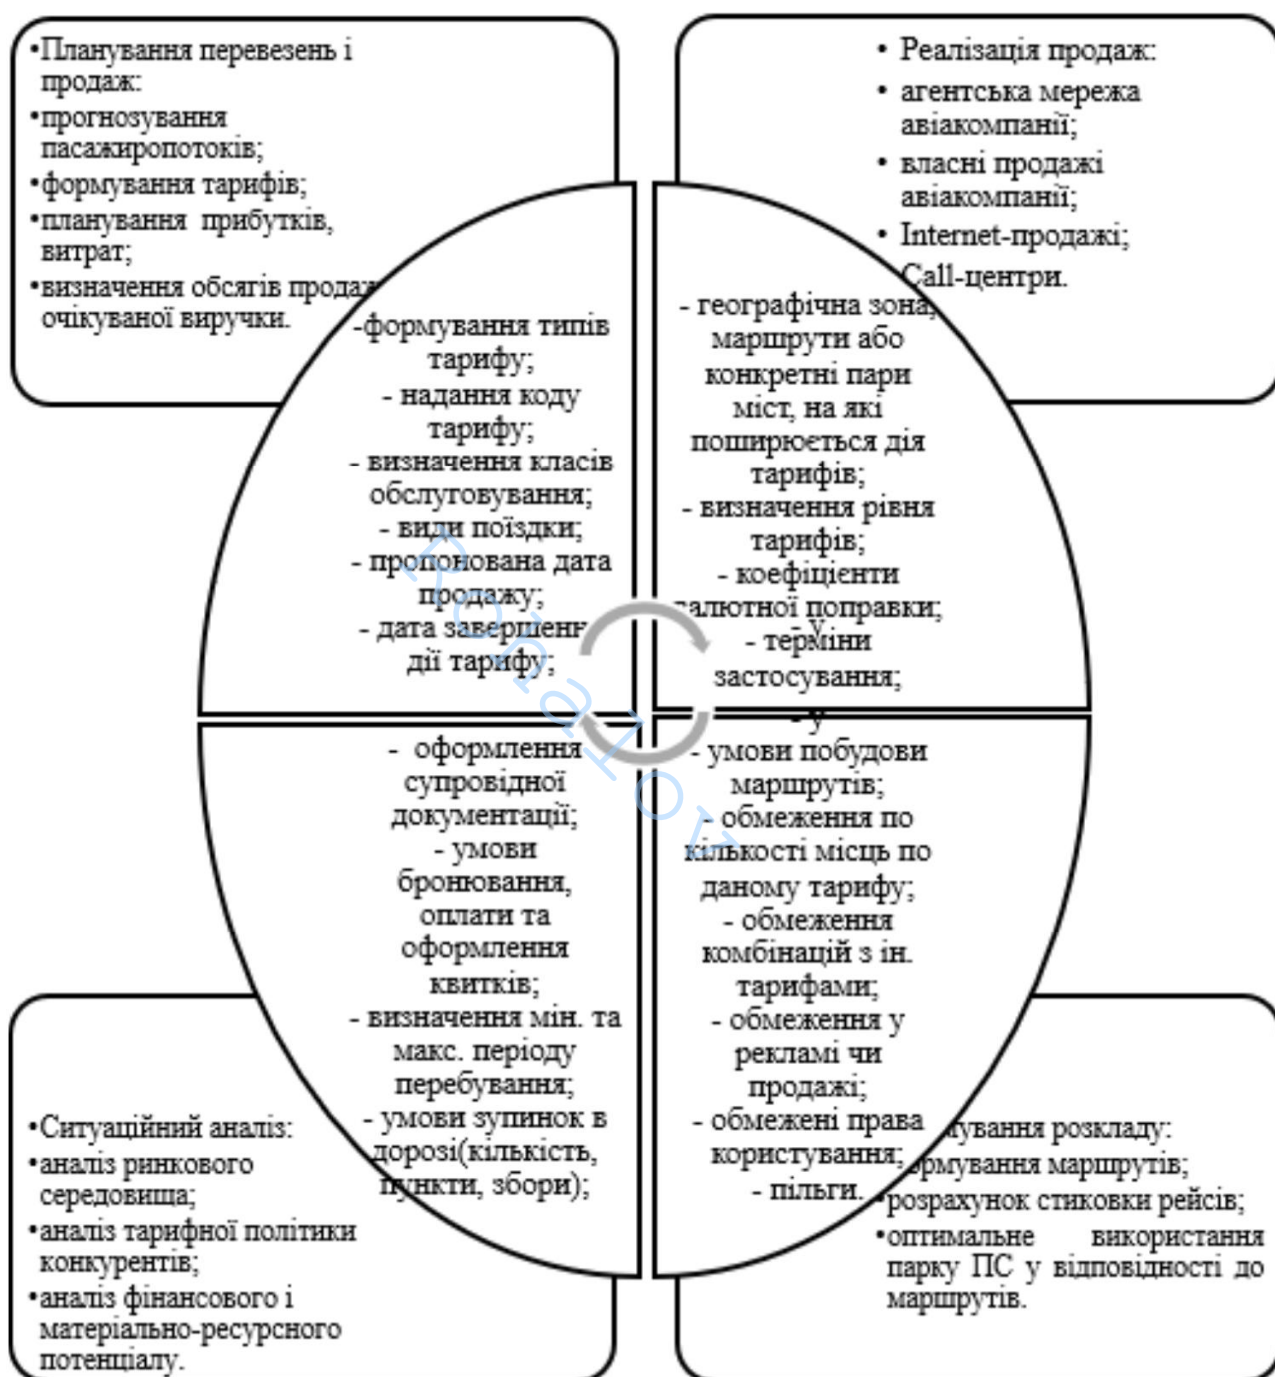 •Планування перевезень і
продаж:
•прогнозування
пасажиропотоків;
•формування тарифів;
•планування прибутків,
витрат;
•визначення обсягів продаж
очікуваної виручки.
• Реалізація продаж:
• агентська мережа
авіакомпанії;
• власні продажі
авіакомпанії;
• Internet-продажі;
Call-центри.
-формування типів
тарифу;
- надання коду
тарифу;
- визначення класів
обслуговування;
- види поїздки;
- пропонована дата
продажу;
- дата завершенн
дії тарифу;
- географічна зона,
маршрути або
конкретні пари
міст, на які
поширюється дія
тарифів;
- визначення рівня
тарифів;
- коефіцієнти
валютної поправки;
- у
- терміни
застосування;
- у
- оформлення
супровідної
документації;
- умови
бронювання,
оплати та
оформлення
квитків;
- визначення мін. та
макс. періоду
перебування;
- умови зупинок в
дорозі(кількість,
пункти, збори);
- умови побудови
маршрутів;
- обмеження по
кількості місць по
даному тарифу;
- обмеження
комбінацій з ін.
тарифами;
- обмеження у
рекламі чи
продажі;
- обмежені права
користування;
- пільги.
•Ситуаційний аналіз:
•аналіз ринкового
середовища;
•аналіз тарифної політики
конкурентів;
•аналіз фінансового і
матеріально-ресурсного
потенціалу.
розкладу:
маршрутів;
•розрахунок стиковки рейсів;
•оптимальне використання
парку ПС у відповідності до
маршрутів.
Rohalov